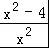 x² − 4
x²